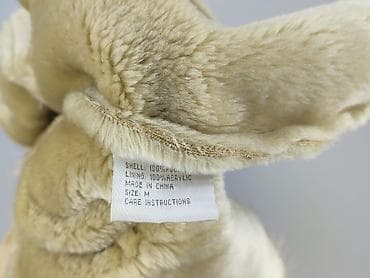 SHELL: 100%
LINING: 100%ACRYLIC
MADE IN CHINA
SIZE: M
CARE INSTRUCTIONS